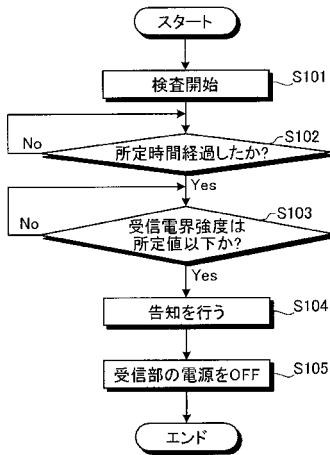 スタート
検査開始
S101
所定時間経過したか?
S102
No
Yes
受信電界強度は
所定値以下か?
S103
No
Yes
告知を行う
S104
受信部の電源をOFF
S105
エンド